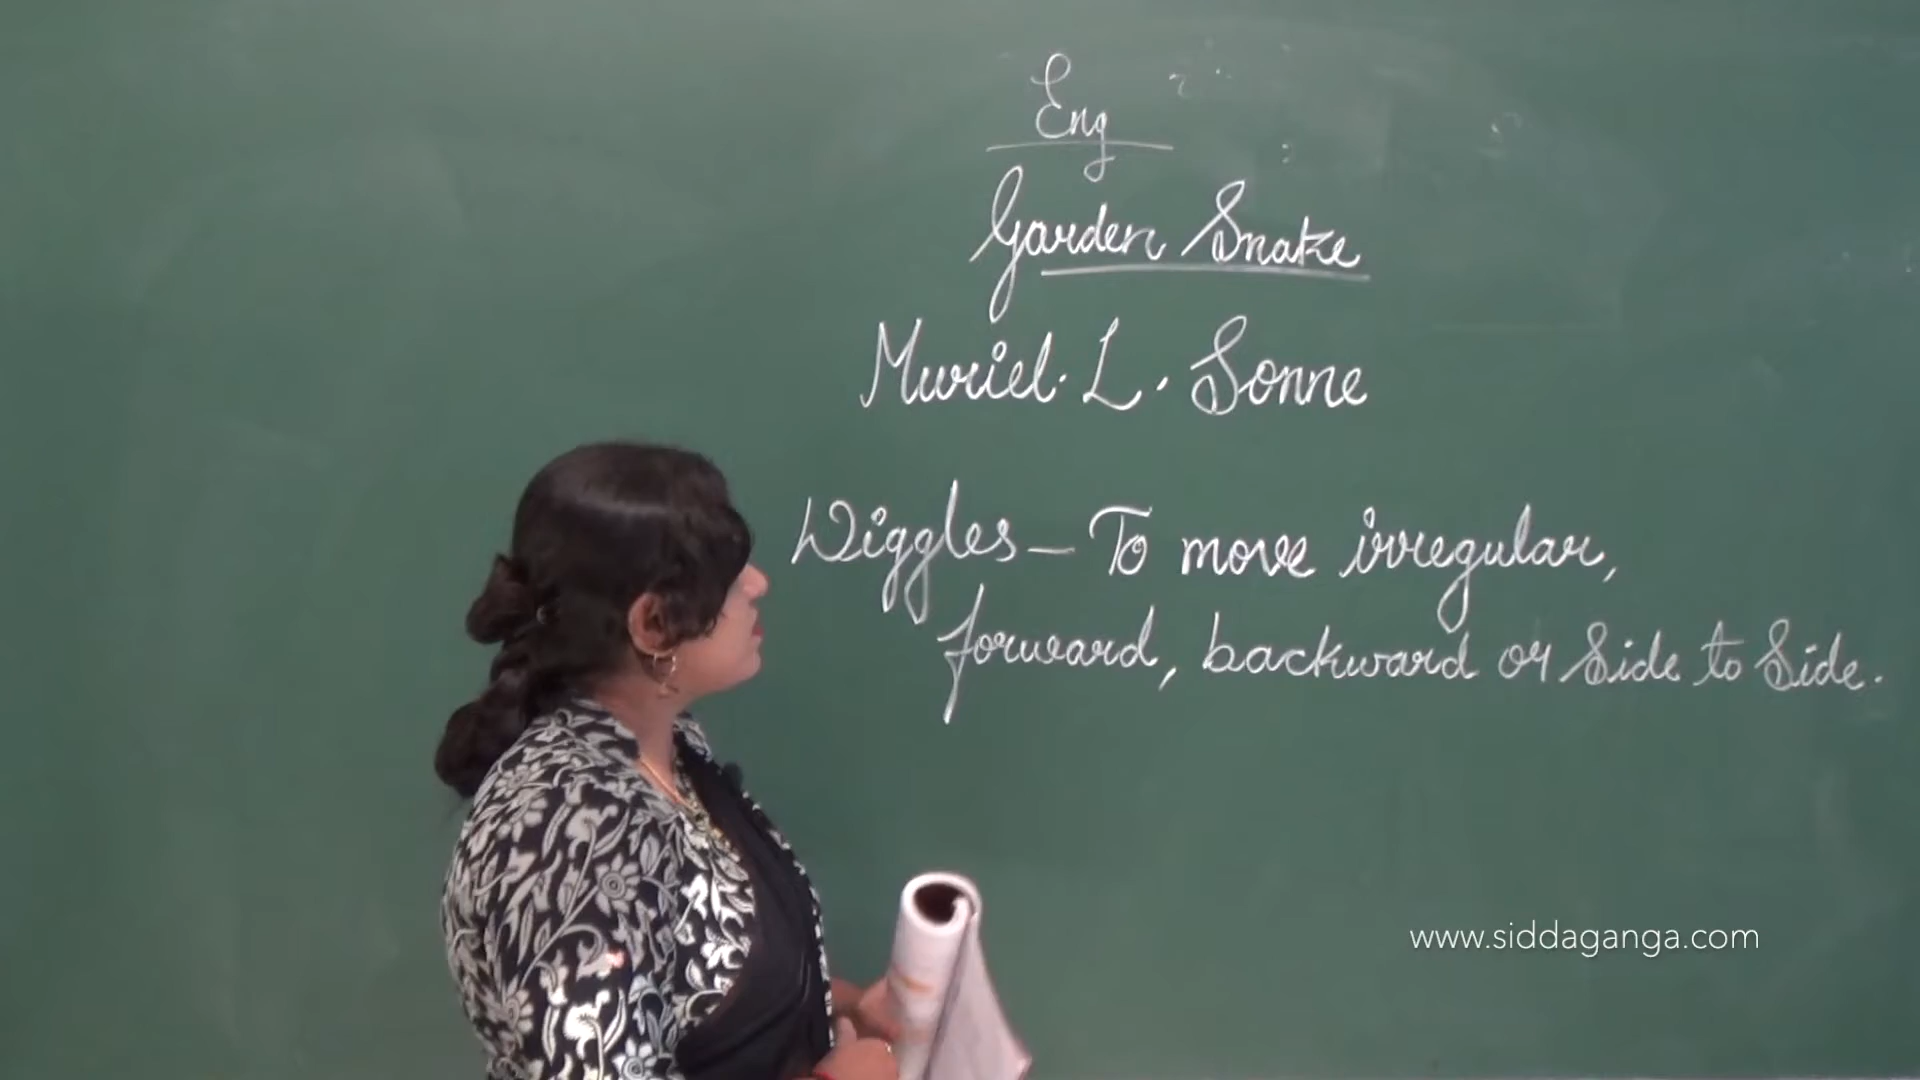 Eng
Garden Snake
Muriel. L. Sonne
Wiggles - To move irregular,
forward, backward or Side to Side.
www.siddaganga.com